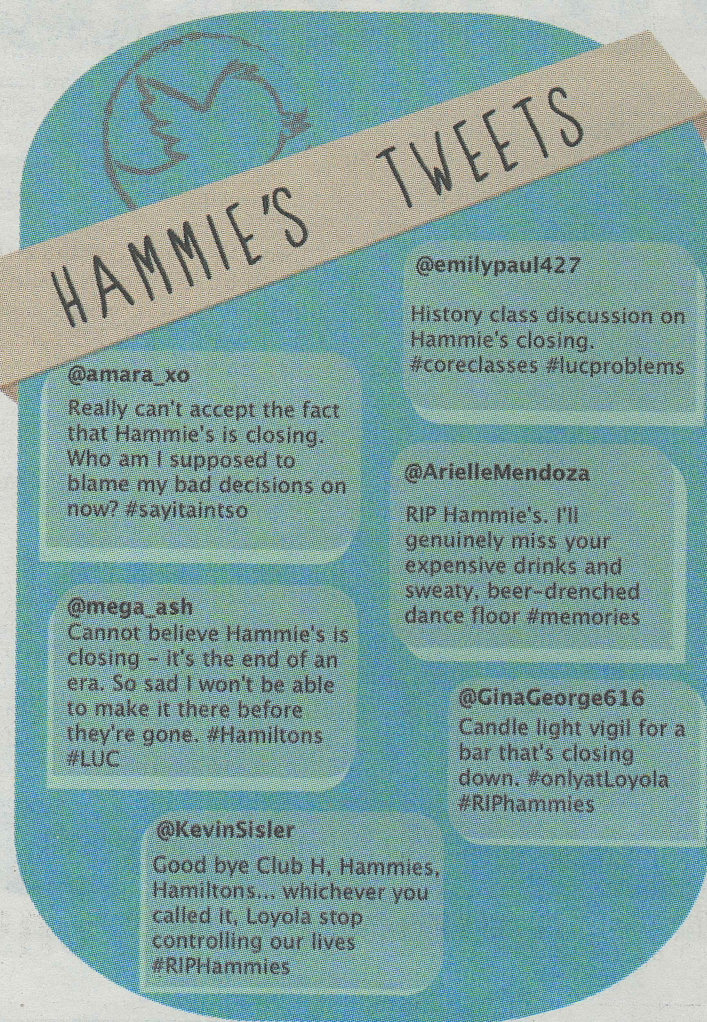 HAMMIE'S TWEETS
@emilypaul427
History class discussion on
Hammie's closing.
#coreclasses #lucproblems
@amara_xo
Really can't accept the fact
that Hammie's is closing.
Who am I supposed to
blame my bad decisions on
now? #sayitaintso
@ArielleMendoza
RIP Hammie's. I'll
genuinely miss your
expensive drinks and
sweaty, beer-drenched
dance floor #memories
@mega_ash
Cannot believe Hammie's is
closing – it's the end of an
era. So sad I won't be able
to make it there before
they're gone. #Hamiltons
#LUC
@GinaGeorge616
Candle light vigil for a
bar that's closing
down. #onlyatLoyola
#RIPhammies
@KevinSisler
Good bye Club H, Hammies,
Hamiltons... whichever you
called it, Loyola stop
controlling our lives
#RIPHammies